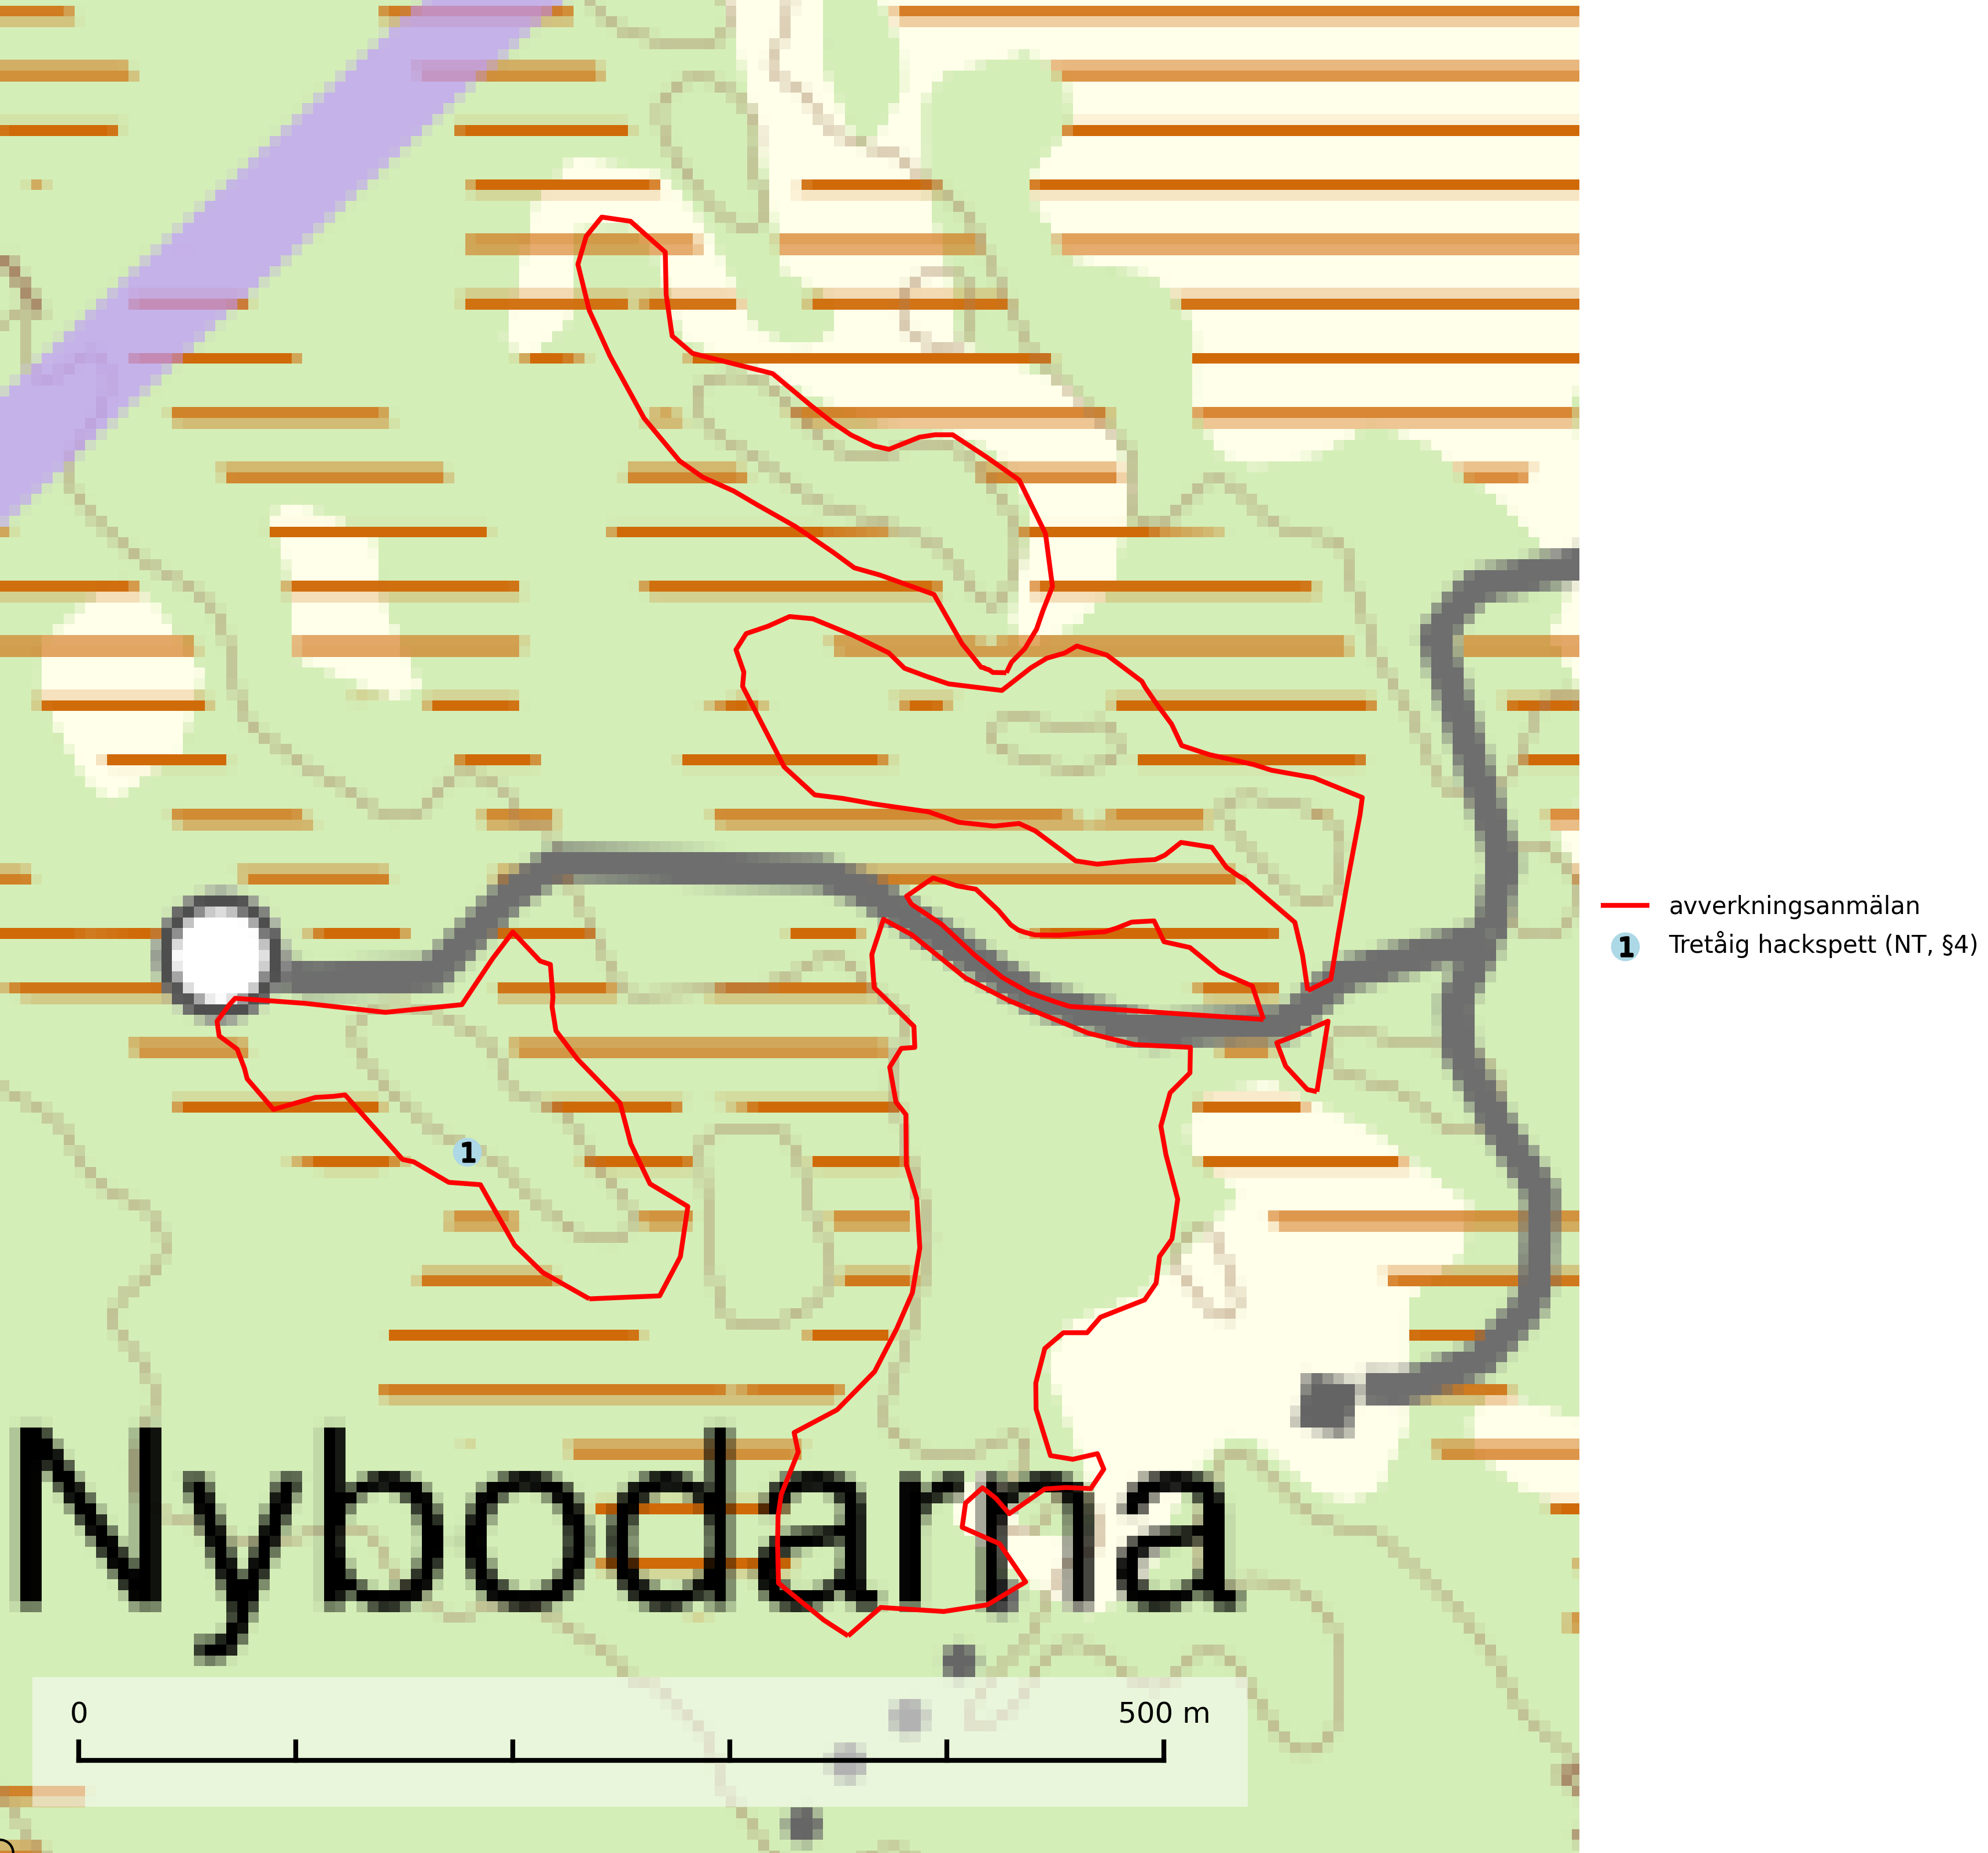 avverkningsanmälan
1 Tretåig hackspett (NT, §4)
1
Nybodarna
0 500 m